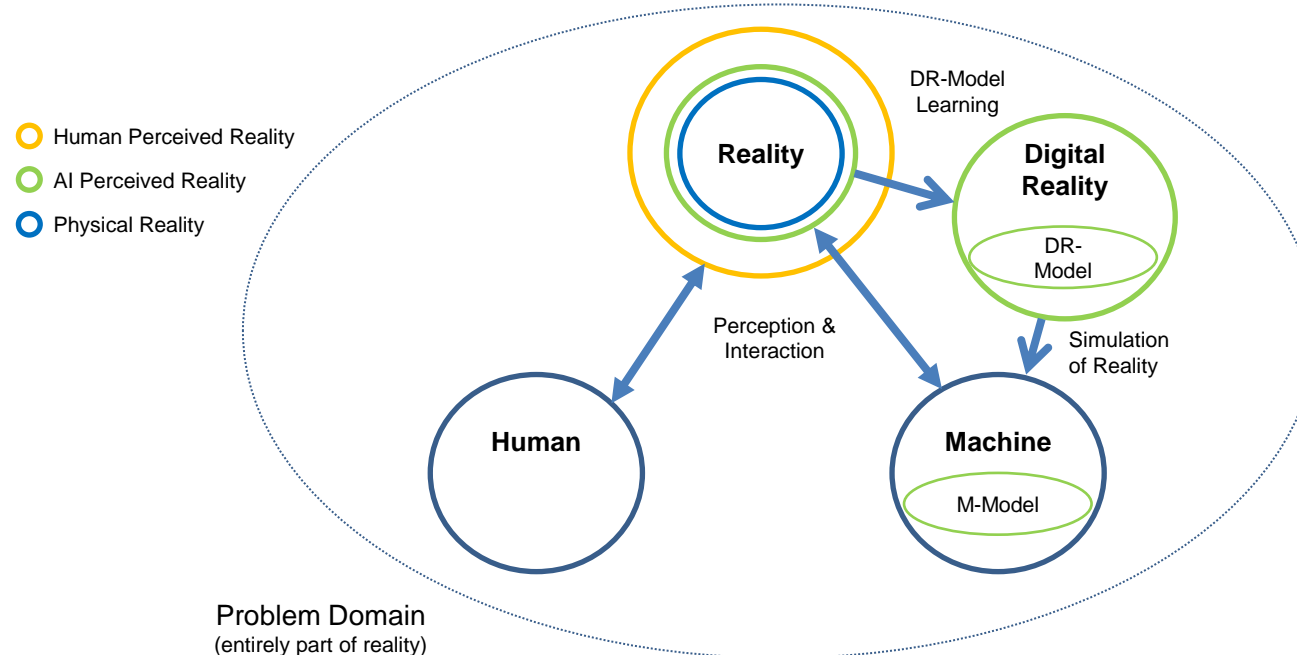 DR-Model
Learning
Human Perceived Reality
AI Perceived Reality
Physical Reality
Reality
Digital
Reality
DR-
Model
Perception &
Interaction
Simulation
of Reality
Human
Machine
M-Model
Problem Domain
(entirely part of reality)